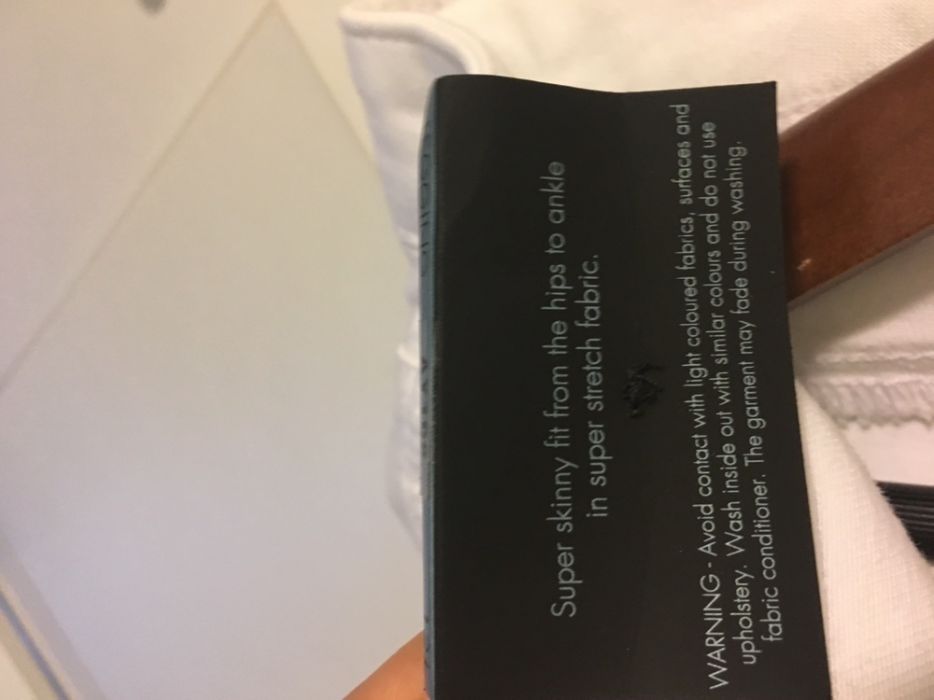 Super skinny fit from the hips to ankle
in super stretch fabric.
WARNING - Avoid contact with light coloured fabrics, surfaces and
upholstery. Wash inside out with similar colours and do not use
fabric conditioner. The garment may fade during washing.